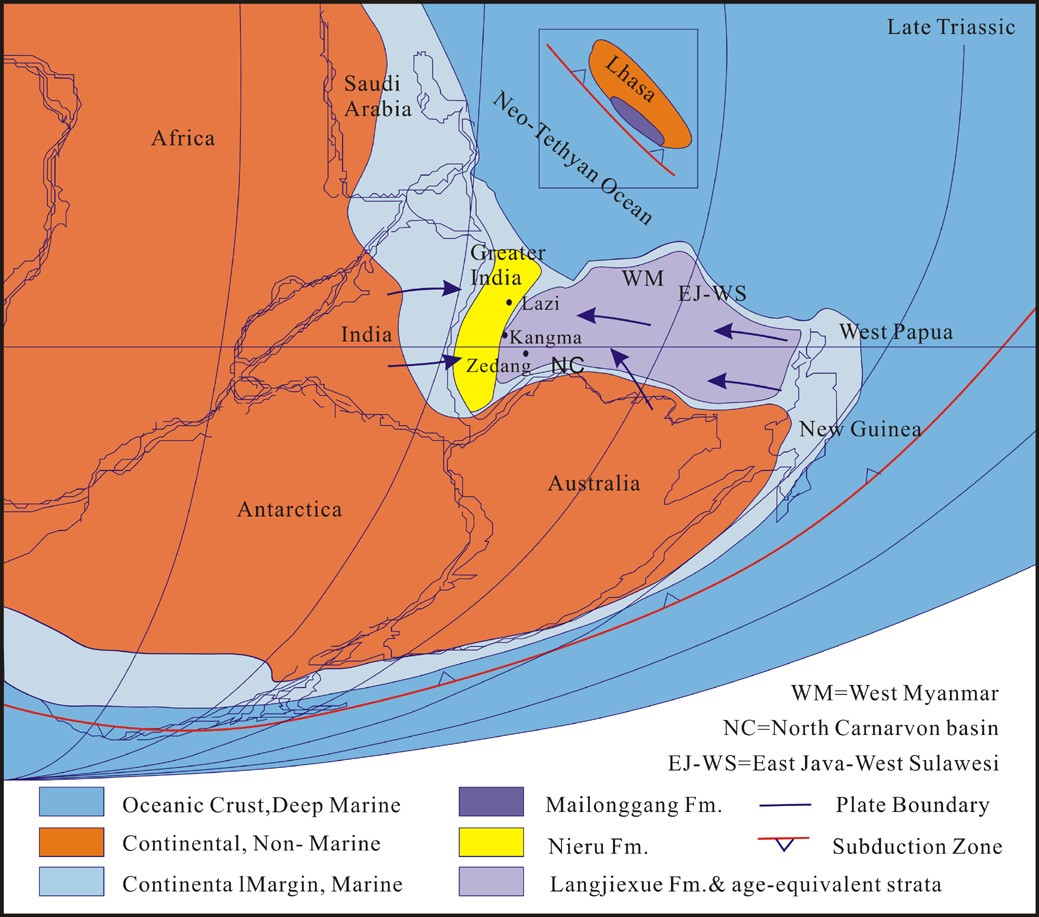 Late Triassic
Saudi
Arabia
Africa
Lhasa
Neo-Tethyan Ocean
Greater
India
WM
EJ-WS
Lazi
India
Kangma
West Papua
Zedang
NC
New Guinea
Australia
Antarctica
WM=West Myanmar
NC=North Carnarvon basin
EJ-WS=East Java-West Sulawesi
Oceanic Crust,Deep Marine
Mailonggang Fm.
Plate Boundary
Continental, Non- Marine
Nieru Fm.
Subduction Zone
Continenta lMargin, Marine
Langjiexue Fm.& age-equivalent strata